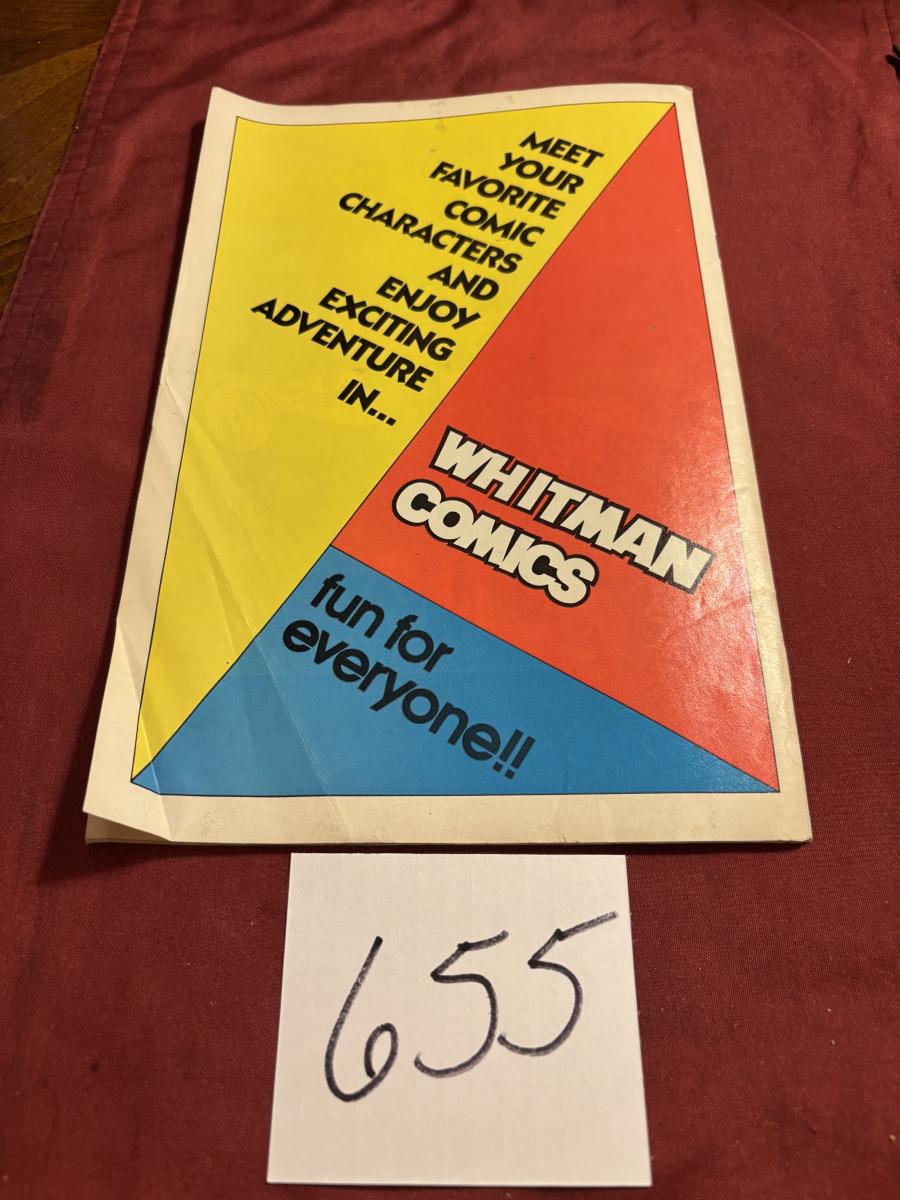 MEET
YOUR
FAVORITE
COMIC
CHARACTERS
AND
ENJOY
EXCITING
ADVENTURE
IN...
WHITMAN
COMICS
fun for
everyone!!
655